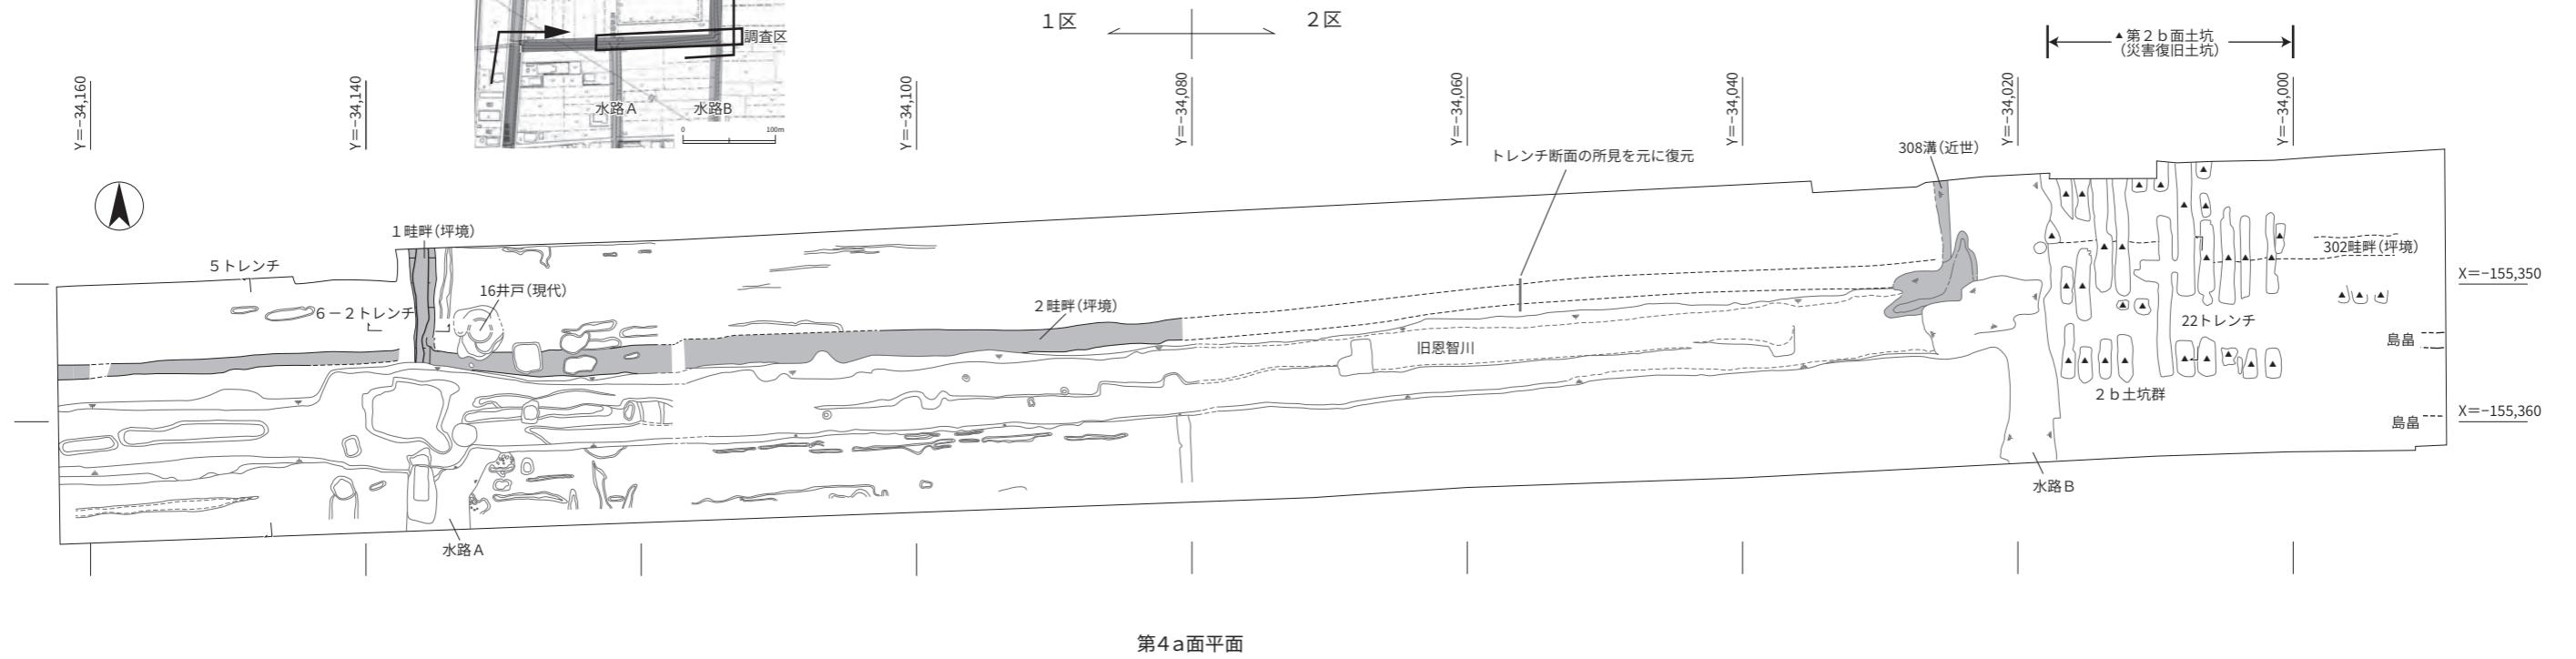 調査区
水路A
水路B
0
100m
1区
2区
▲第2b面土坑
(災害復旧土坑)
Y=-34,160
Y=-34,140
Y=-34,100
Y=-34,080
Y=-34,060
Y=-34,040
Y=-34,020
Y=-34,000
トレンチ断面の所見を元に復元
308溝(近世)
1畦畔(坪境)
5トレンチ
16井戸(現代)
6-2トレンチ
2畦畔(坪境)
302畦畔(坪境)
X=-155,350
22トレンチ
島畠
旧恩智川
2b土坑群
X=-155,360
島畠
水路B
水路A
第4a面平面